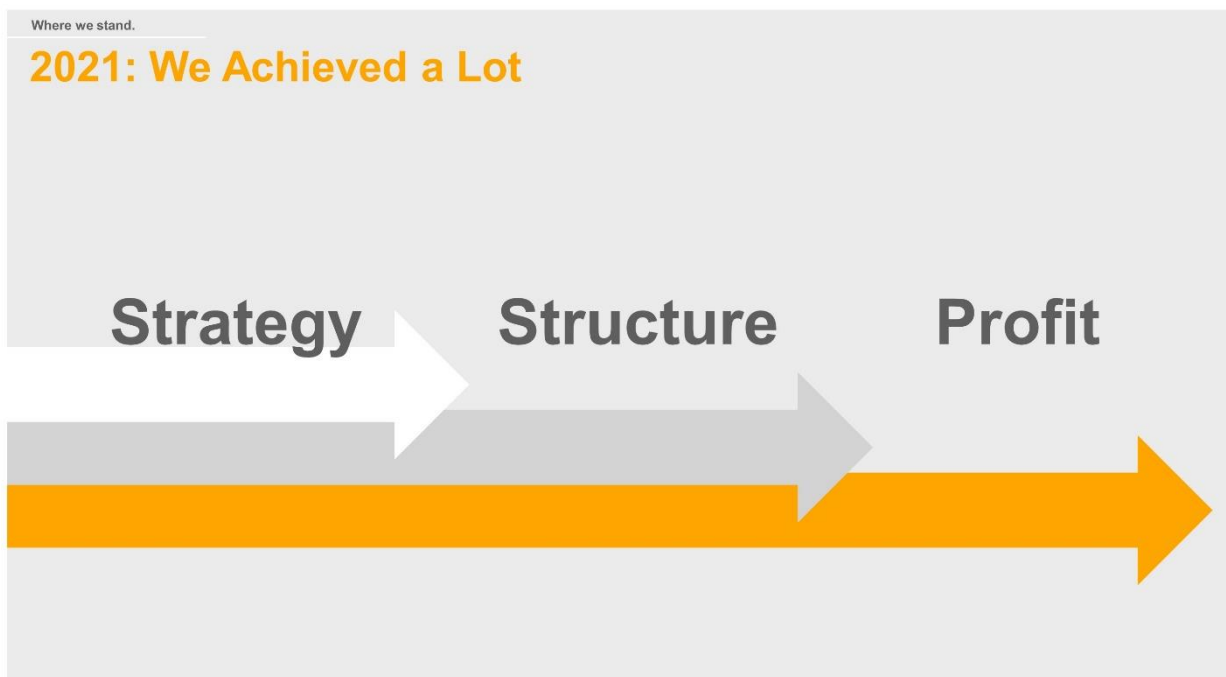 Where we stand.
2021: We Achieved a Lot
Strategy Structure Profit